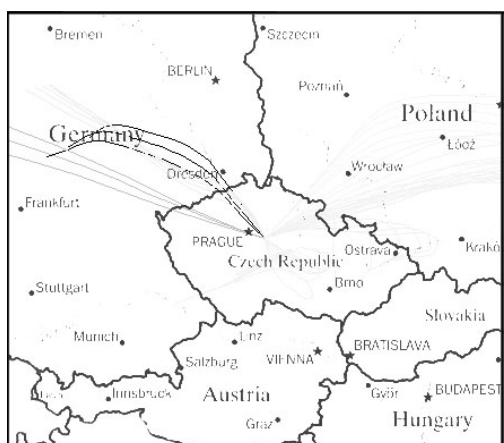 Bremen
Szczecin
BERLIN
Poznań
Poland
Germany
Łódź
Dresden
Wrocław
Frankfurt
PRAGUE
Ostrava
Krakó
Czech Republic
Stuttgart
Brno
Slovakia
Munich
Linz
BRATISLAVA
VIENNA
Salzburg
Innsbruck
Austria
Győr
BUDAPEST
Graz
Hungary